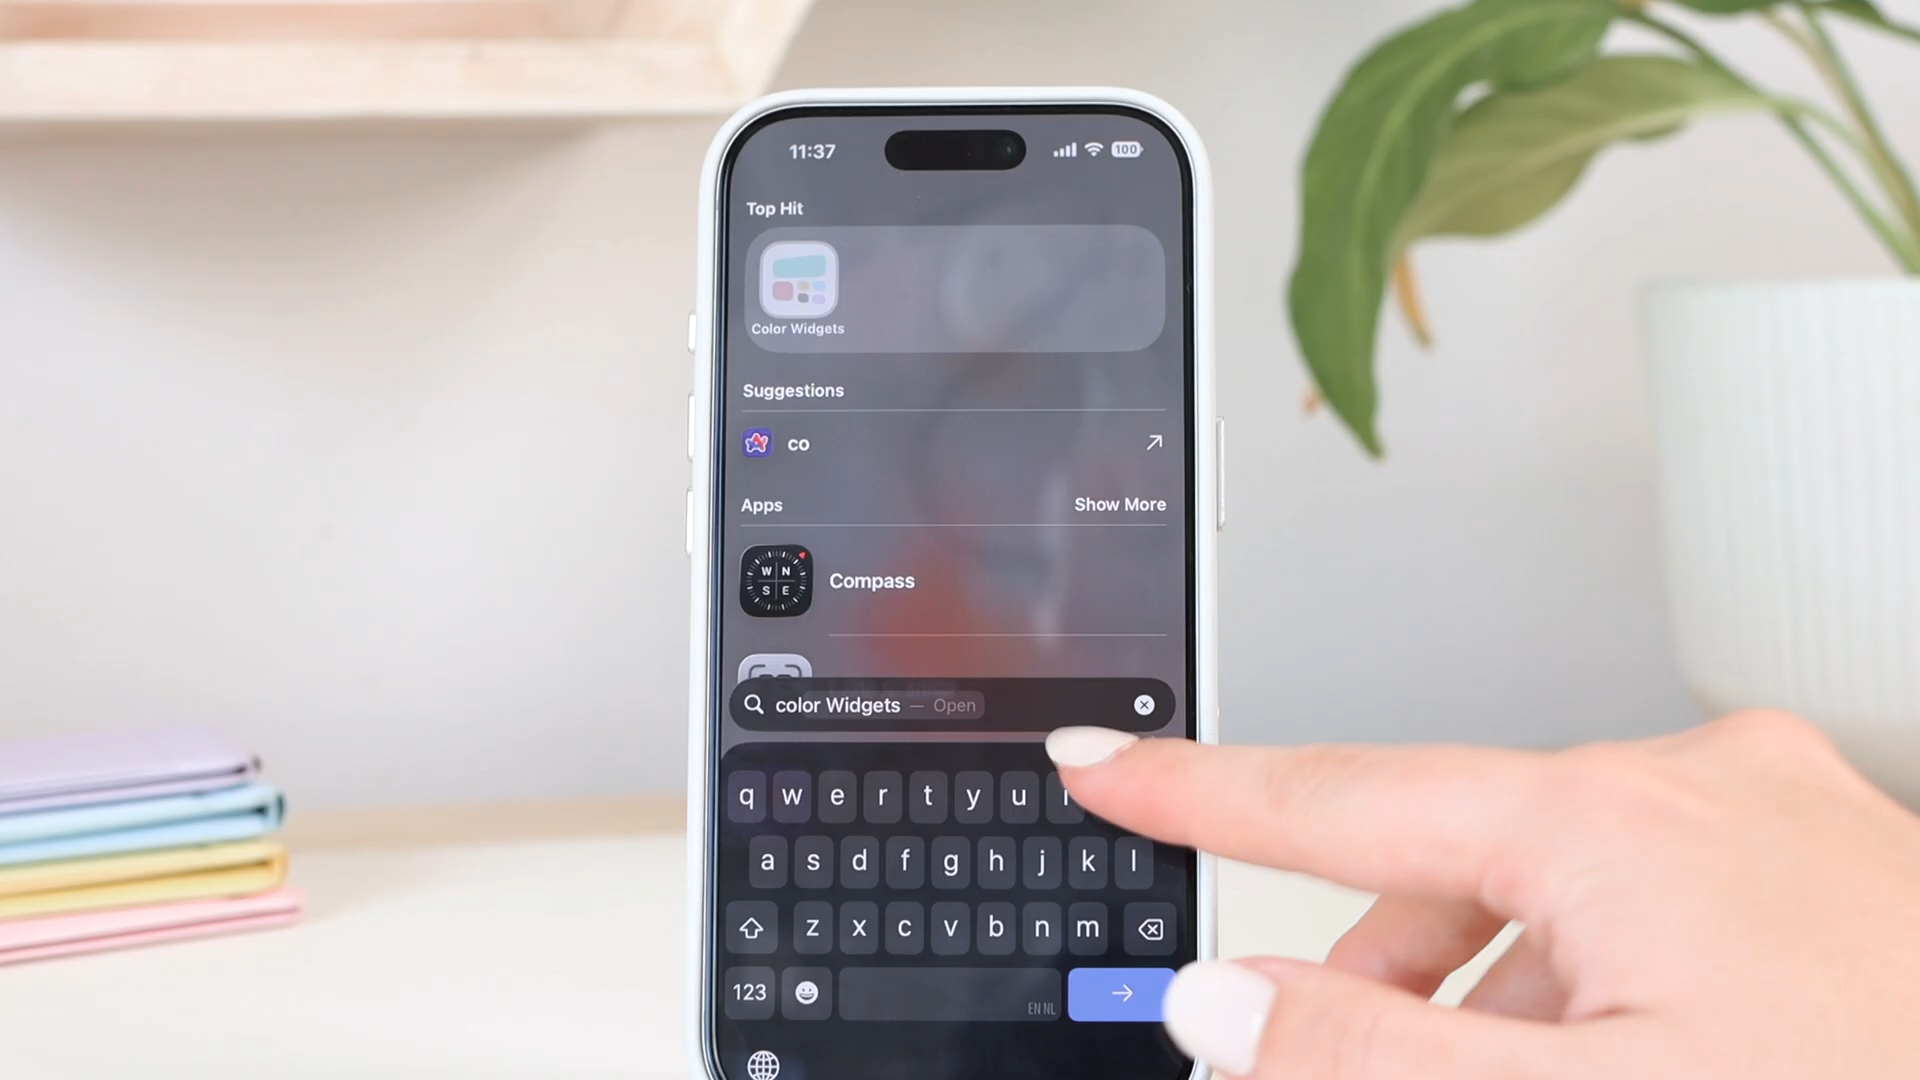 11:37
100
Top Hit
Color Widgets
Suggestions
co
Apps Show More
W N
S E
Compass
color Widgets — Open
q w e r t y u i
a s d f g h j k l
z x c v b n m
123
EN NL